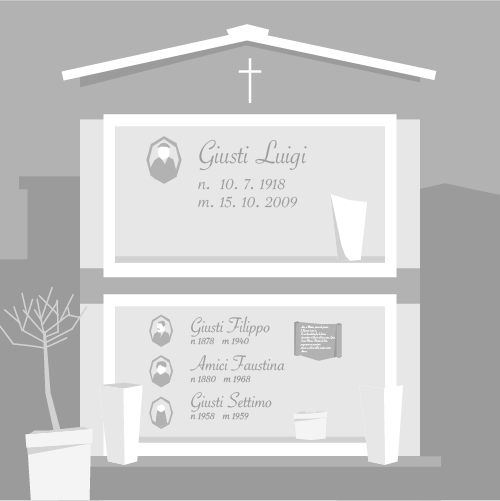 Giusti Luigi
n. 10. 7. 1918
m. 15. 10. 2009
Giusti Filippo
n 1878 m 1940
Amici Faustina
n 1880 m 1968
Giusti Settimo
n 1958 m 1959